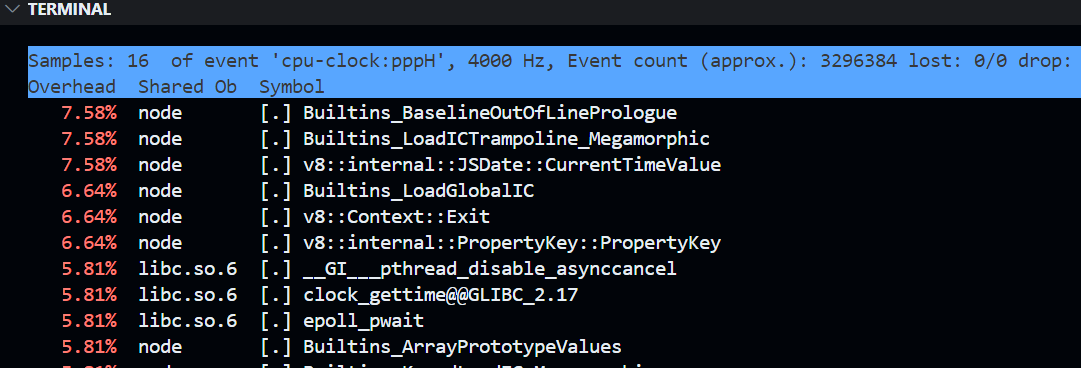 TERMINAL
Samples: 16 of event 'cpu-clock:pppH', 4000 Hz, Event count (approx.): 3296384 lost: 0/0 drop:
Overhead Shared Ob Symbol
7.58% node [.] Builtins_BaselineOutOfLinePrologue
7.58% node [.] Builtins_LoadICTrampoline_Megamorphic
7.58% node [.] v8::internal::JSDate::CurrentTimeValue
6.64% node [.] Builtins_LoadGlobalIC
6.64% node [.] v8::Context::Exit
6.64% node [.] v8::internal::PropertyKey::PropertyKey
5.81% libc.so.6 [.] __GI___pthread_disable_asynccancel
5.81% libc.so.6 [.] clock_gettime@@GLIBC_2.17
5.81% libc.so.6 [.] epoll_pwait
5.81% node [.] Builtins_ArrayPrototypeValues